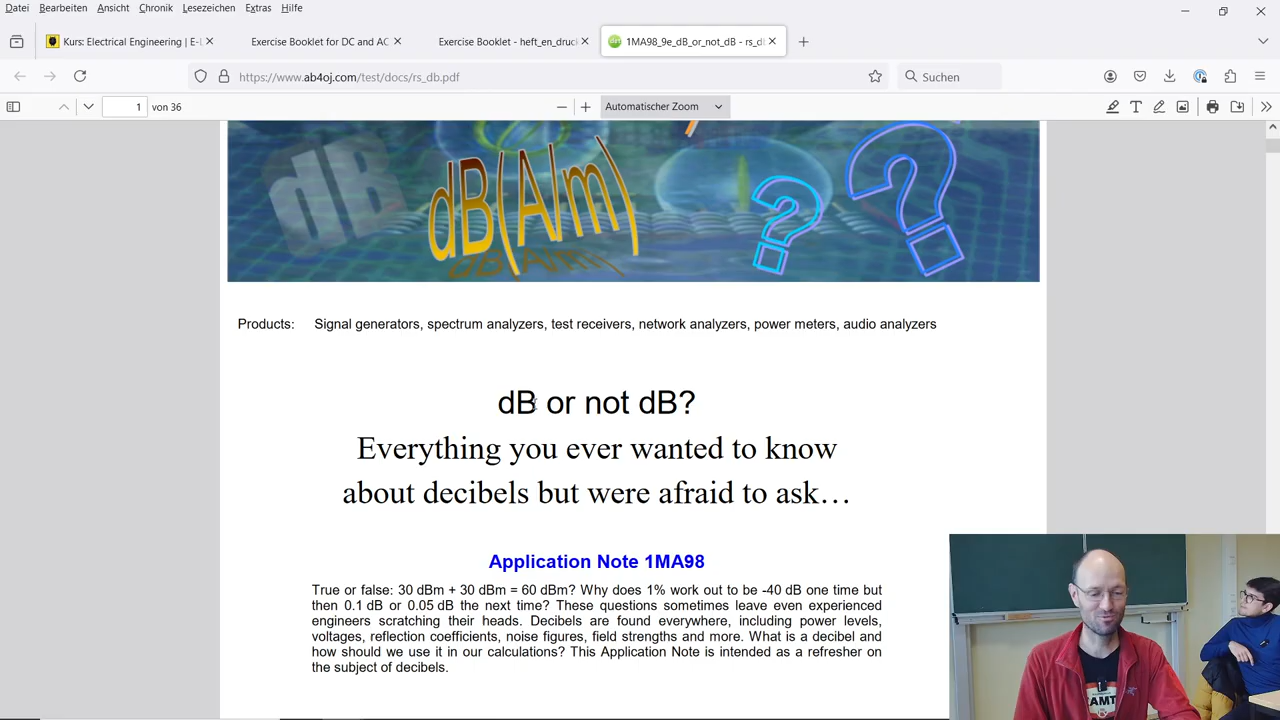 Datei Bearbeiten Ansicht Chronik Lesezeichen Extras Hilfe
Kurs: Electrical Engineering | E-L
Exercise Booklet for DC and AC
Exercise Booklet - heft_en_druck
1MA98_9e_dB_or_not_dB - rs_db
https://www.ab4oj.com/test/docs/rs_db.pdf
Suchen
1 von 36
Automatischer Zoom
dB
dB(A/m)
? ?
Products: Signal generators, spectrum analyzers, test receivers, network analyzers, power meters, audio analyzers
dB or not dB?
Everything you ever wanted to know
about decibels but were afraid to ask…
Application Note 1MA98
True or false: 30 dBm + 30 dBm = 60 dBm? Why does 1% work out to be -40 dB one time but
then 0.1 dB or 0.05 dB the next time? These questions sometimes leave even experienced
engineers scratching their heads. Decibels are found everywhere, including power levels,
voltages, reflection coefficients, noise figures, field strengths and more. What is a decibel and
how should we use it in our calculations? This Application Note is intended as a refresher on
the subject of decibels.